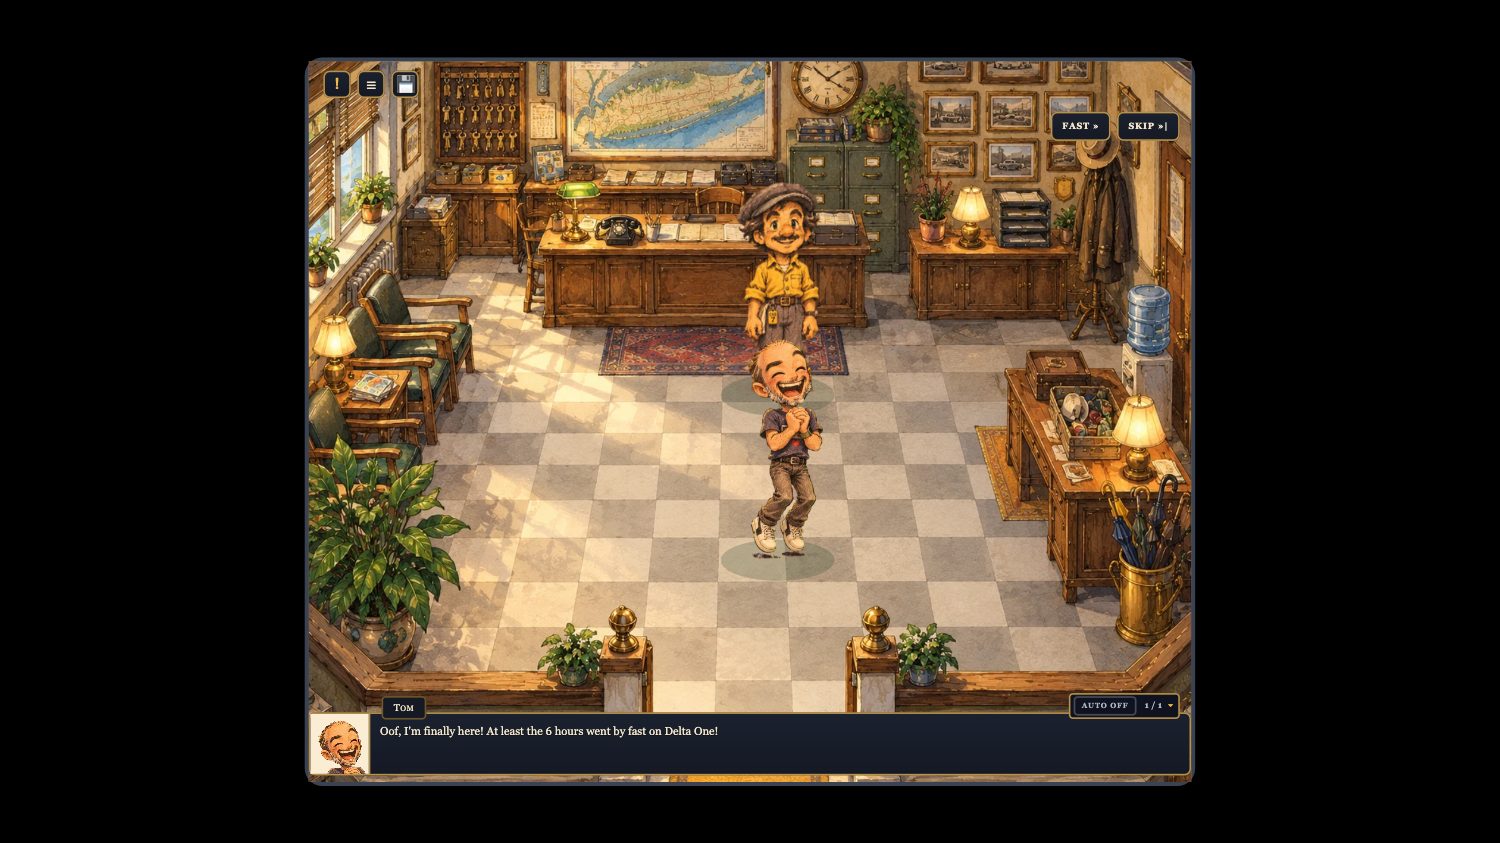 !
FAST »
SKIP »|
TOM
AUTO OFF
1 / 1
Oof, I'm finally here! At least the 6 hours went by fast on Delta One!